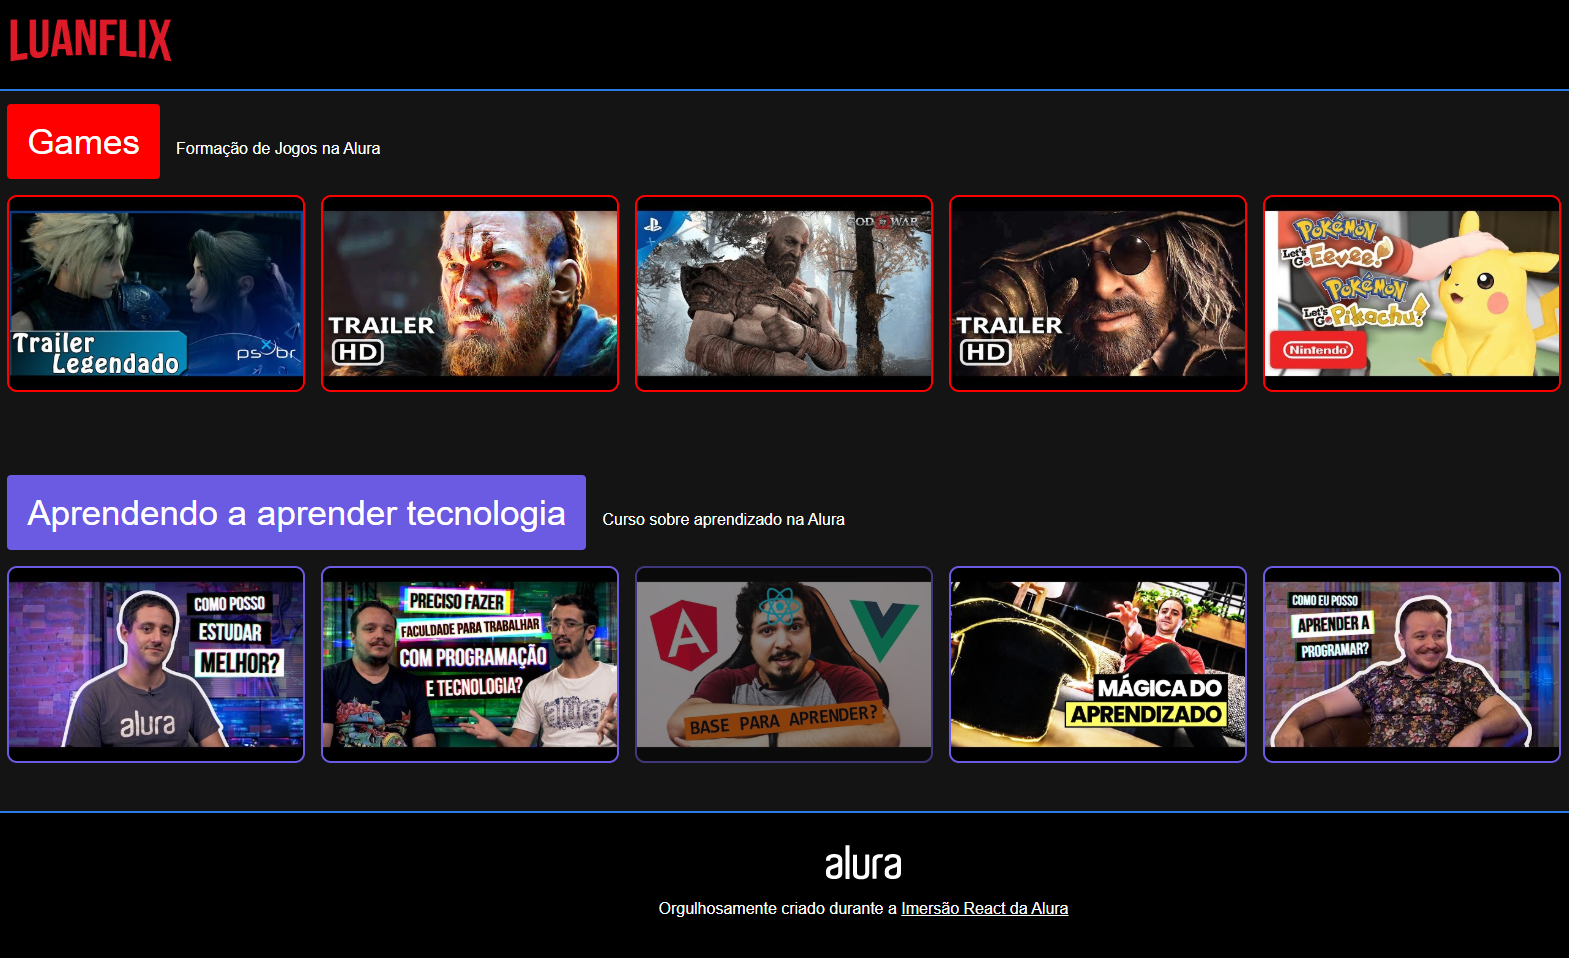 LUANFLIX
Games
Formação de Jogos na Alura
Trailer
Legendado
TRAILER
HD
GOD OF WAR
TRAILER
HD
POKéMON
Let's Go Eevee!
POKéMON
Let's Go Pikachu!
Nintendo
Aprendendo a aprender tecnologia
Curso sobre aprendizado na Alura
COMO POSSO
ESTUDAR
MELHOR?
alura
PRECISO FAZER
FACULDADE PARA TRABALHAR
COM PROGRAMAÇÃO
E TECNOLOGIA?
alura
A
BASE PARA APRENDER?
MÁGICA DO
APRENDIZADO
COMO EU POSSO
APRENDER A
PROGRAMAR?
alura
Orgulhosamente criado durante a Imersão React da Alura